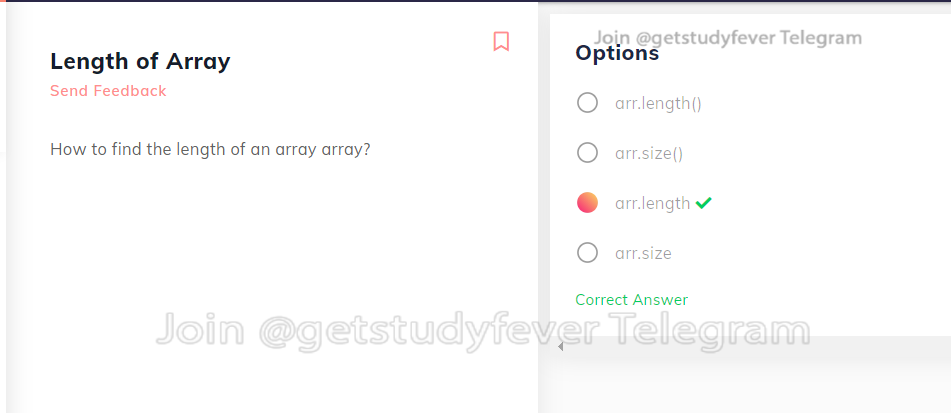 Length of Array
Send Feedback
How to find the length of an array array?
Join @getstudyfever Telegram
Options
arr.length()
arr.size()
arr.length
arr.size
Correct Answer
Join @getstudyfever Telegram